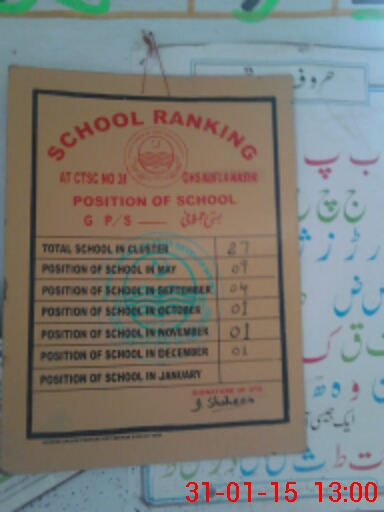 SCHOOL RANKING
AT CTSC NO 31
POSITION OF SCHOOL
G P/S
TOTAL SCHOOL IN CLUSTER 27
POSITION OF SCHOOL IN MAY 09
POSITION OF SCHOOL IN SEPTEMBER 04
POSITION OF SCHOOL IN OCTOBER 01
POSITION OF SCHOOL IN NOVEMBER 01
POSITION OF SCHOOL IN DECEMBER 01
POSITION OF SCHOOL IN JANUARY
SIGNATURE OF
J. Shaheen
حروف
ب پ
ج چ
ر ڑ ز
ض
ق ک
و ہ ھ
31-01-15 13:00